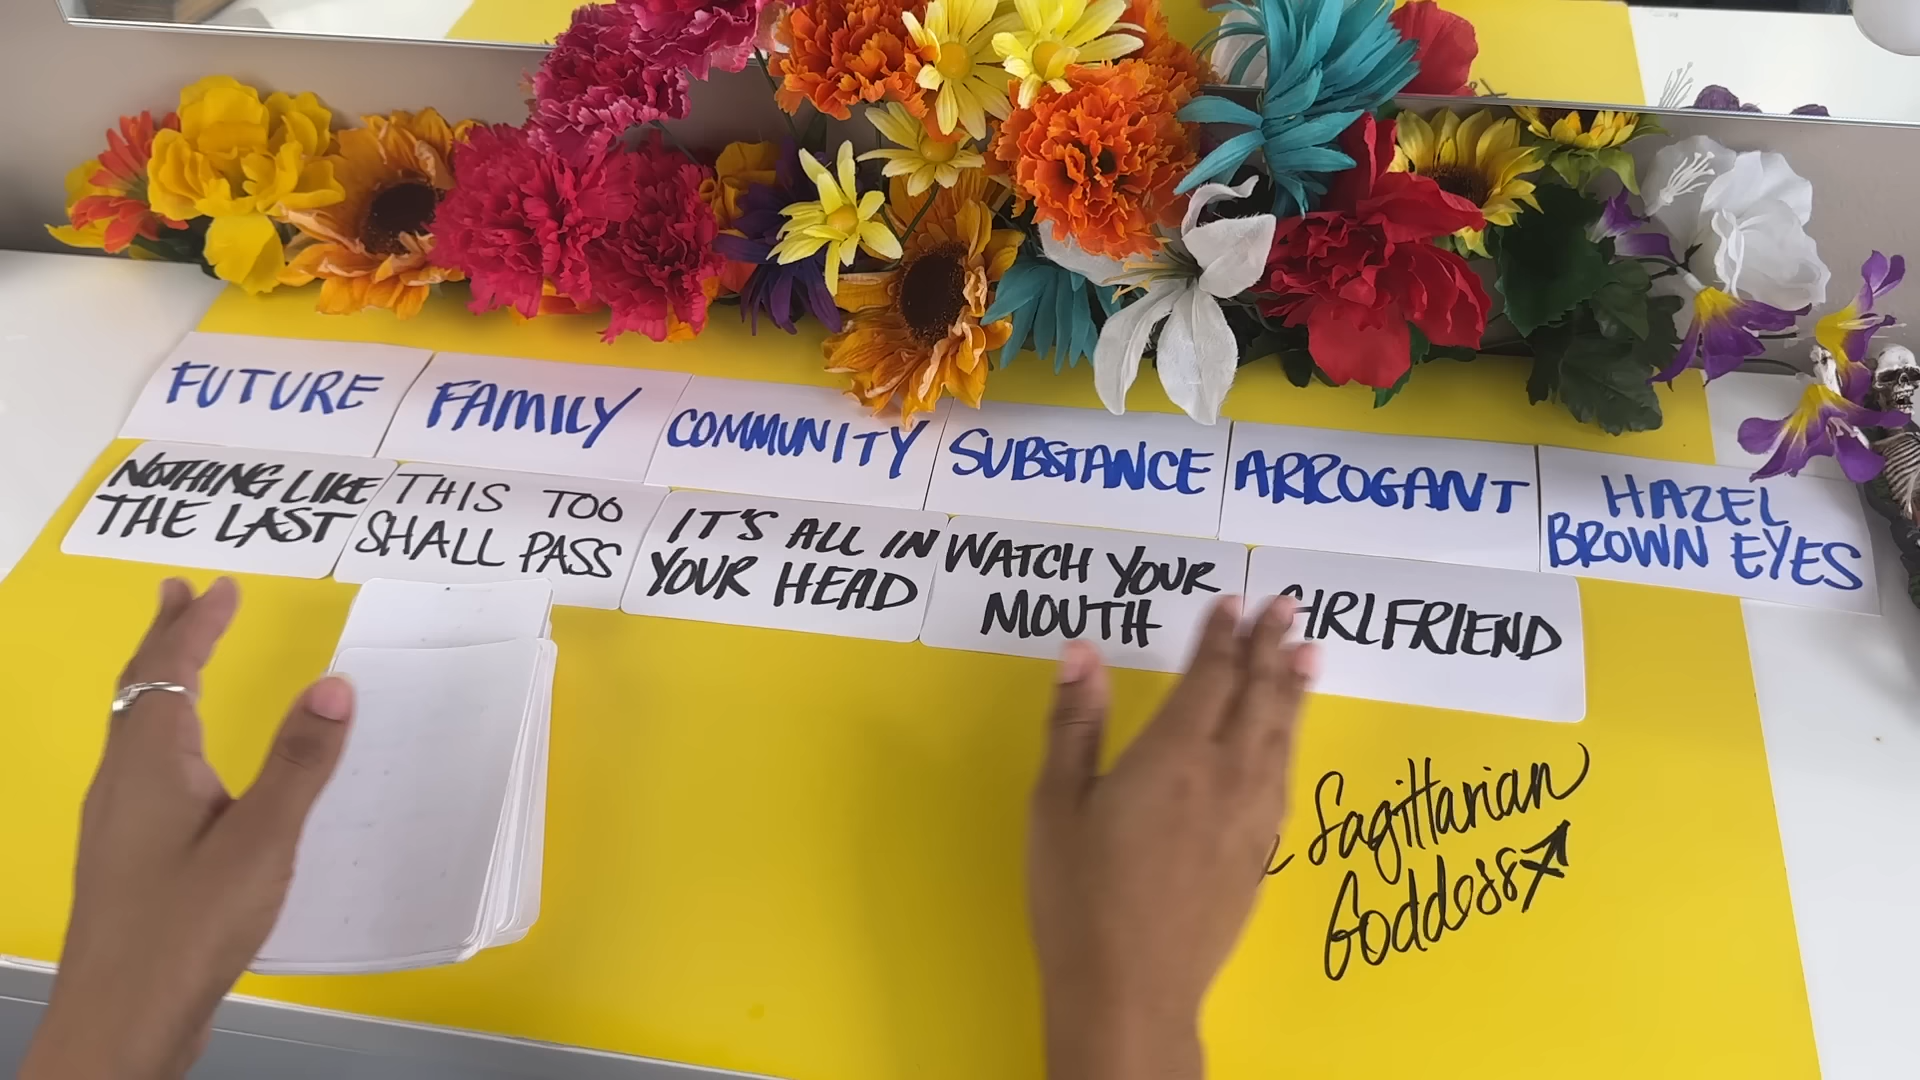 FUTURE
FAMILY
COMMUNITY
SUBSTANCE
ARROGANT
HAZEL
BROWN EYES
NOTHING LIKE
THE LAST
THIS TOO
SHALL PASS
IT'S ALL IN
YOUR HEAD
WATCH YOUR
MOUTH
GIRLFRIEND
Sagittarian
Goddess